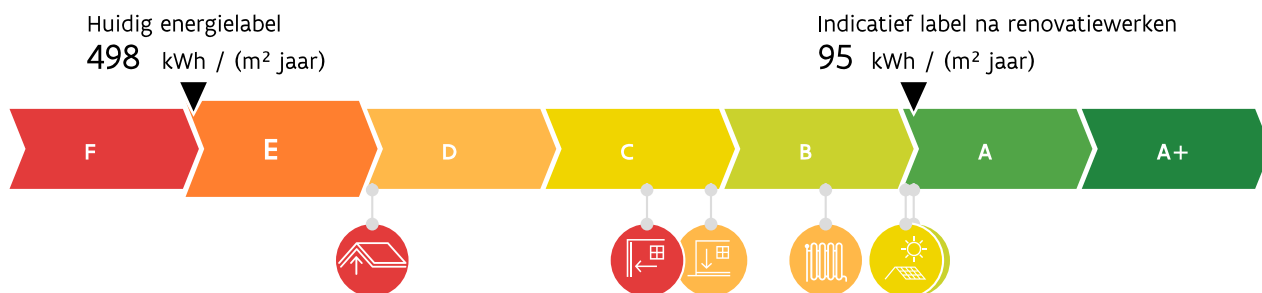 Huidig energielabel
498 kWh / (m² jaar)
Indicatief label na renovatiewerken
95 kWh / (m² jaar)
F E D C B A A+